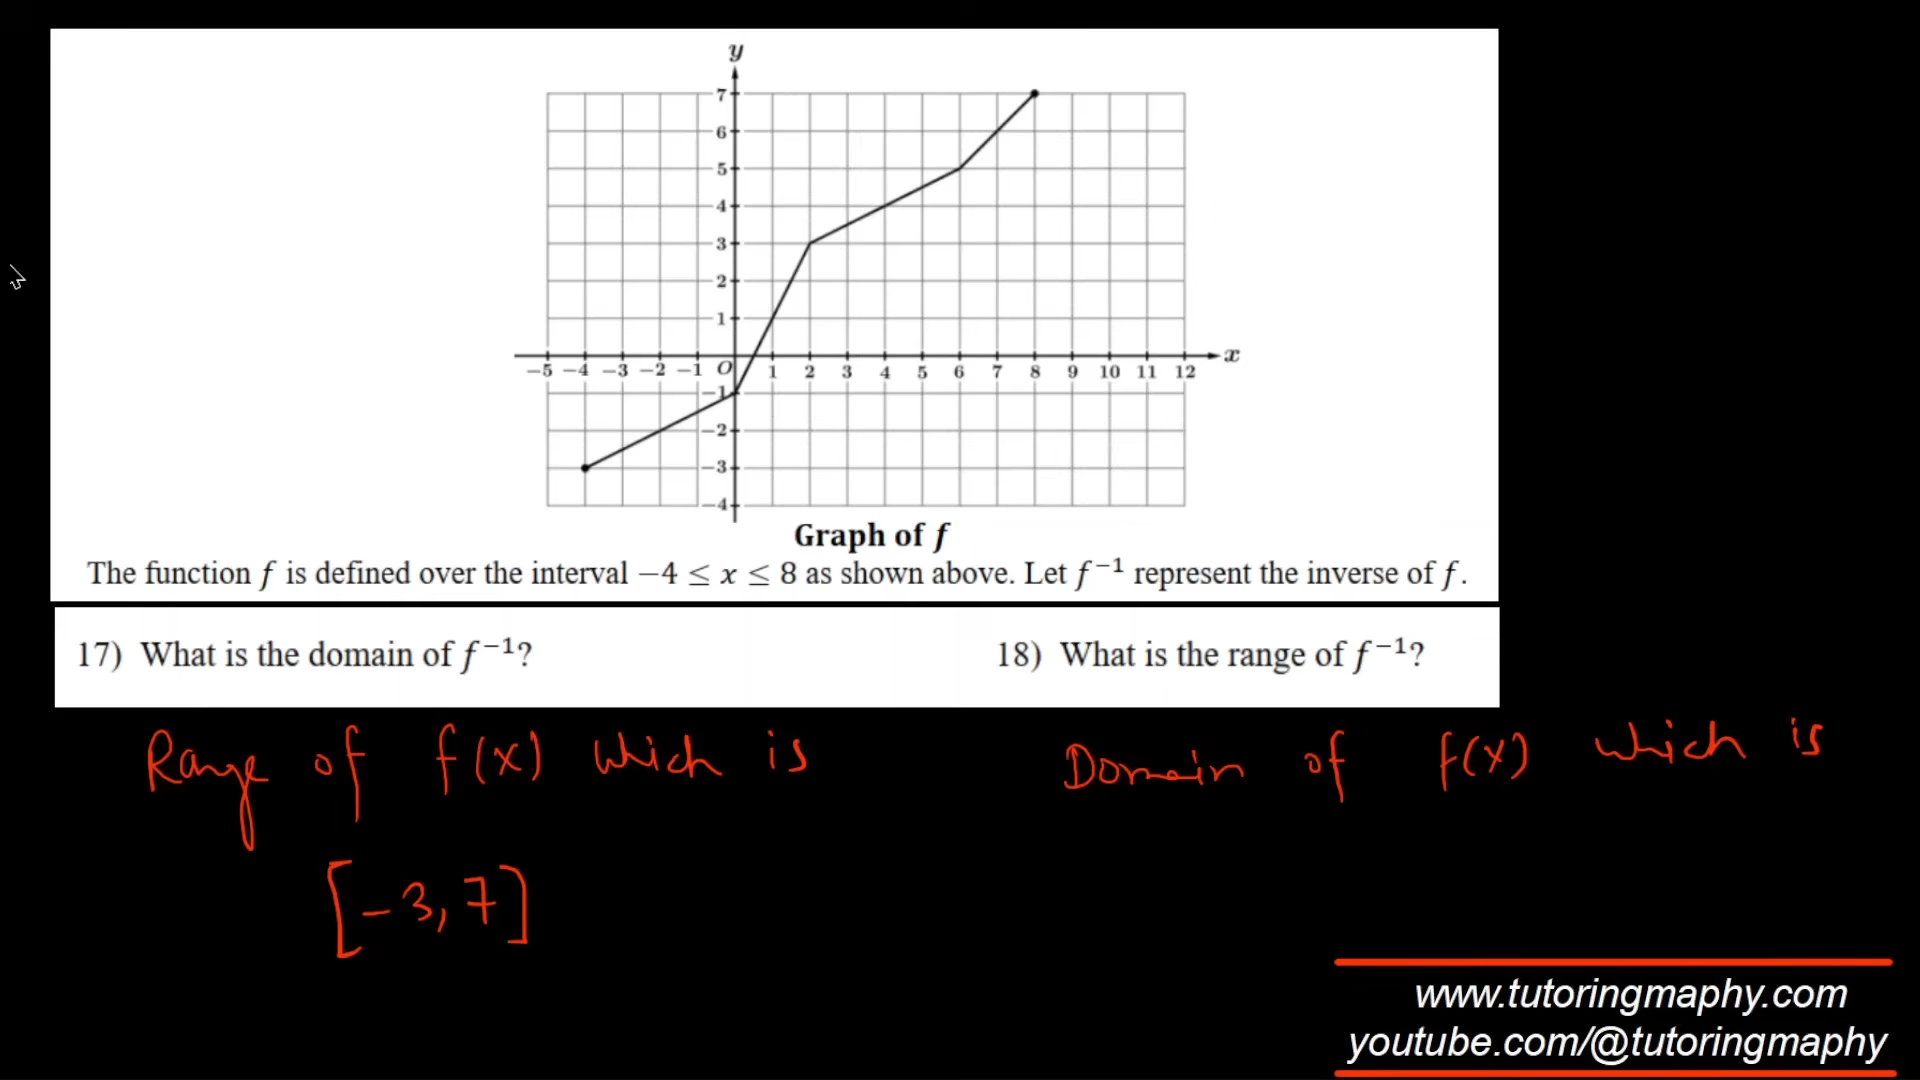 y
7
6
5
4
3
2
1
-5 -4 -3 -2 -1 O 1 2 3 4 5 6 7 8 9 10 11 12 x
-1
-2
-3
-4
Graph of f
The function f is defined over the interval −4 ≤ x ≤ 8 as shown above. Let f⁻¹ represent the inverse of f.
17) What is the domain of f⁻¹?
18) What is the range of f⁻¹?
Range of f(x) which is
Domain of f(x) which is
[-3, 7]
www.tutoringmaphy.com
youtube.com/@tutoringmaphy